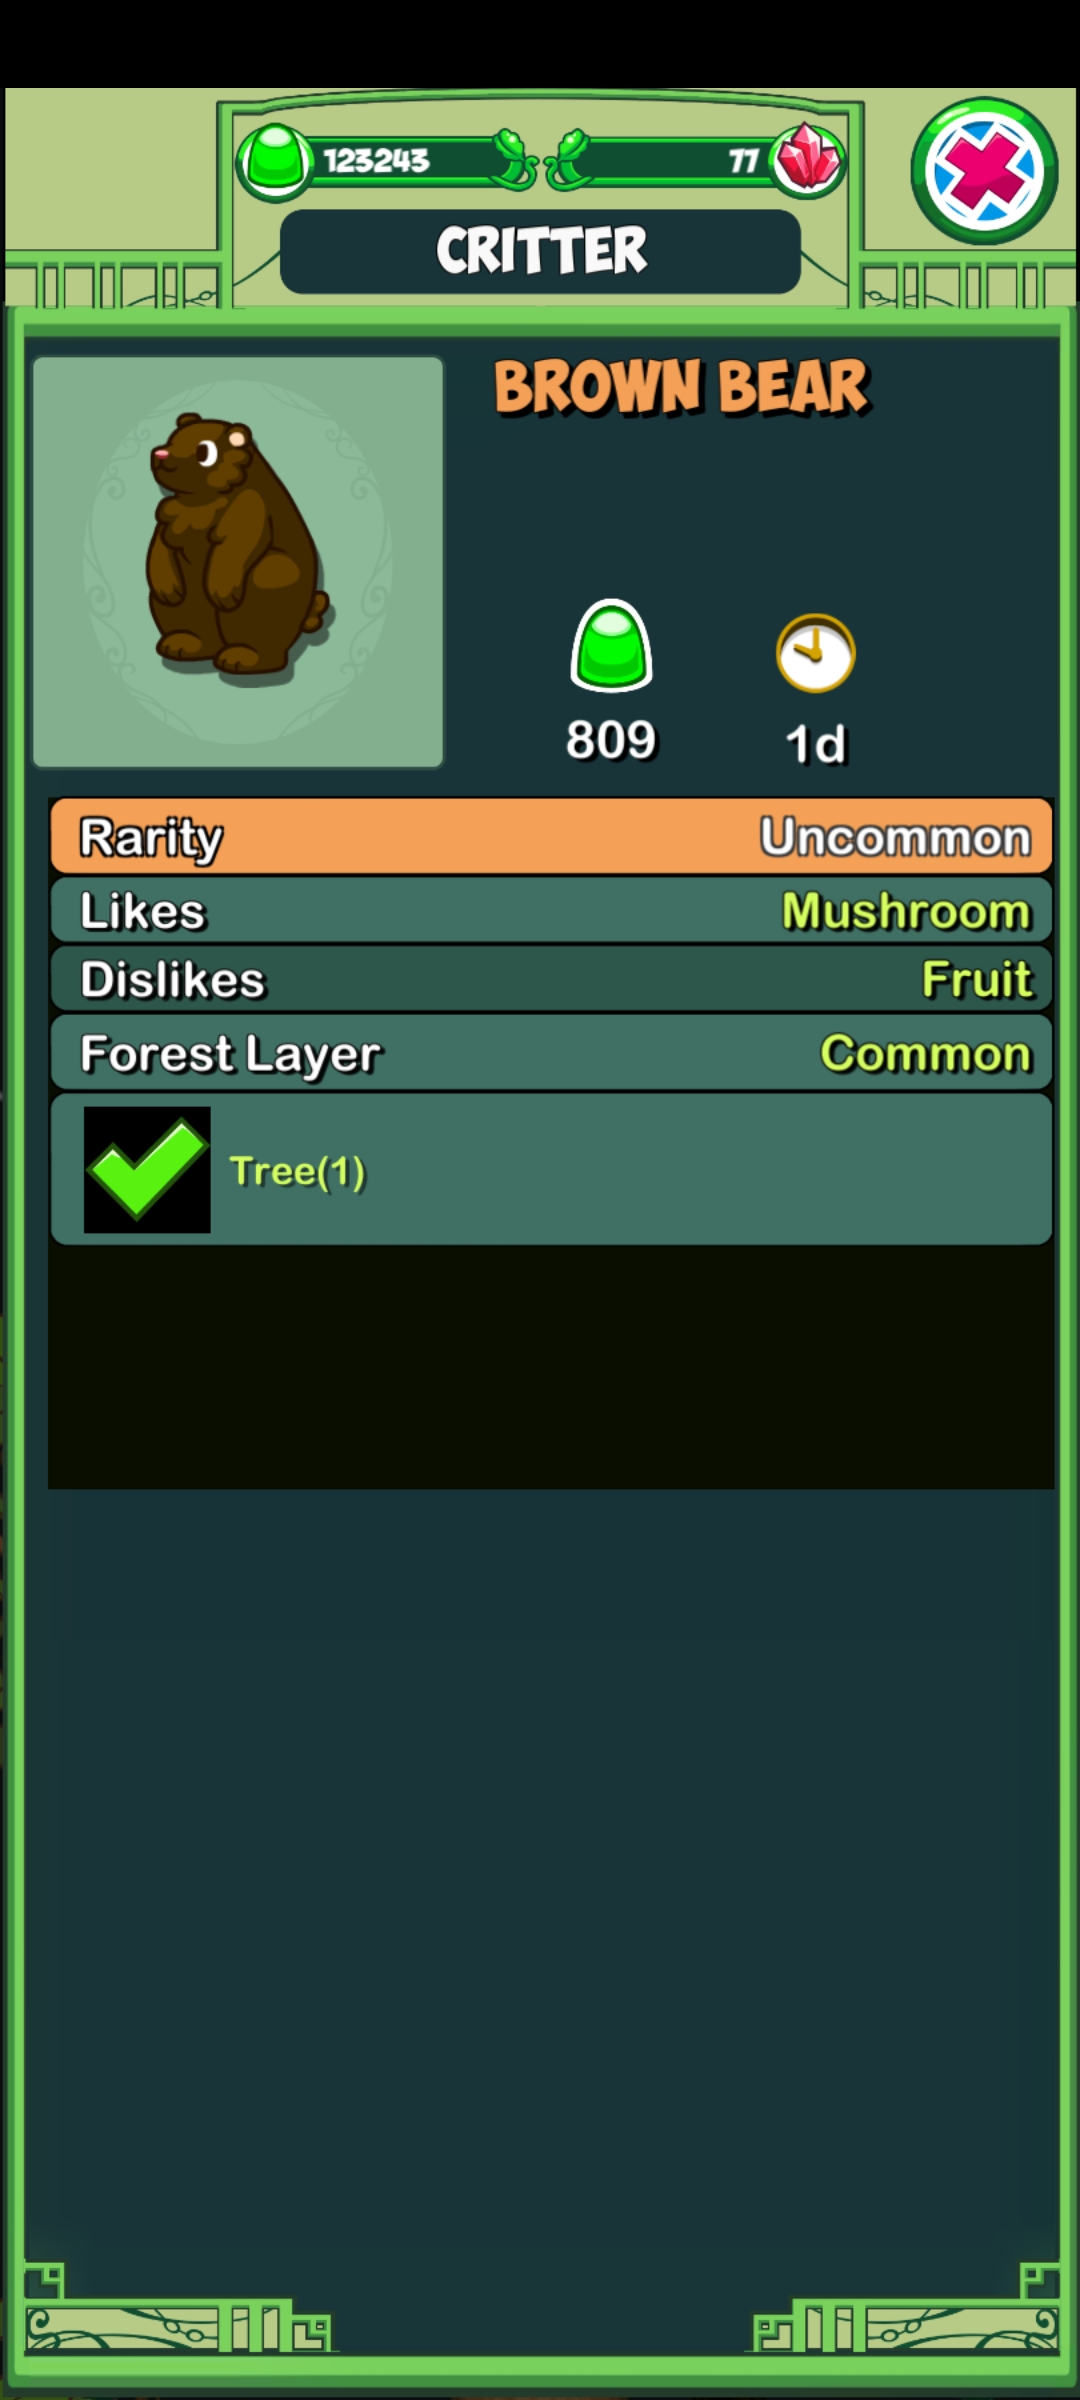 123243
77
CRITTER
BROWN BEAR
809
1d
Rarity Uncommon
Likes Mushroom
Dislikes Fruit
Forest Layer Common
Tree(1)